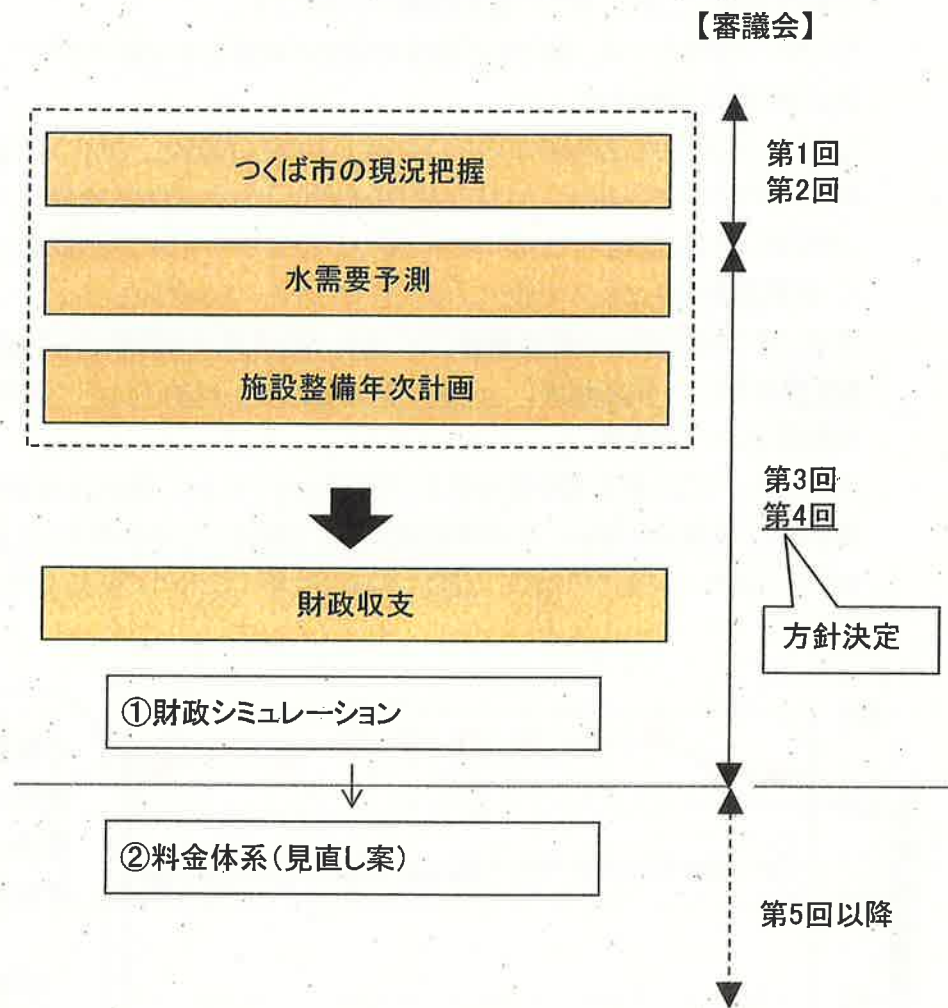 【審議会】
つくば市の現況把握
第1回
第2回
水需要予測
施設整備年次計画
第3回
第4回
財政収支
方針決定
①財政シミュレーション
②料金体系(見直し案)
第5回以降